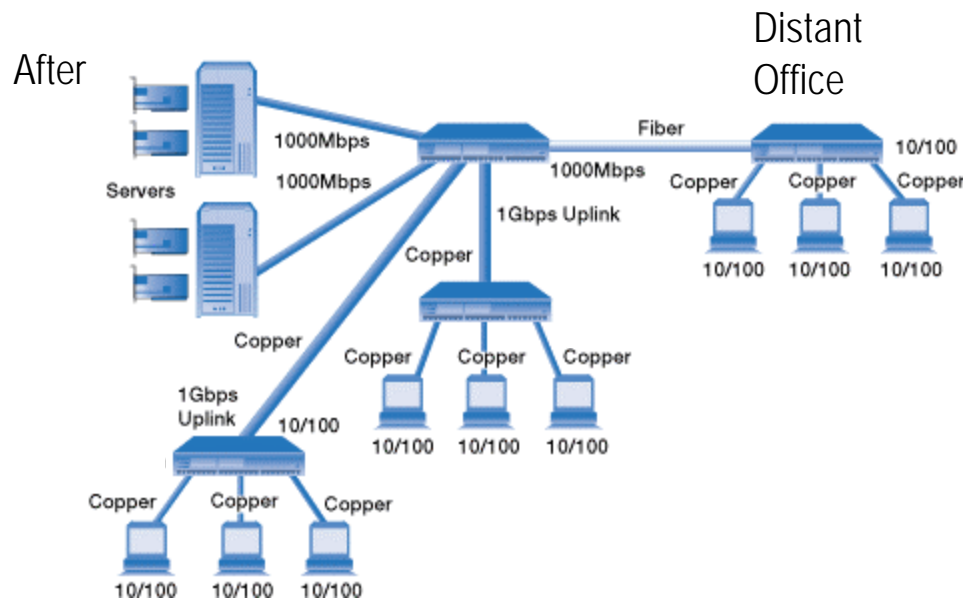 After
Distant
Office
Servers
1000Mbps
1000Mbps
Fiber
1000Mbps
10/100
Copper
Copper
Copper
10/100
10/100
10/100
1Gbps Uplink
Copper
Copper
Copper
Copper
Copper
10/100
10/100
10/100
1Gbps
Uplink
10/100
Copper
Copper
Copper
10/100
10/100
10/100